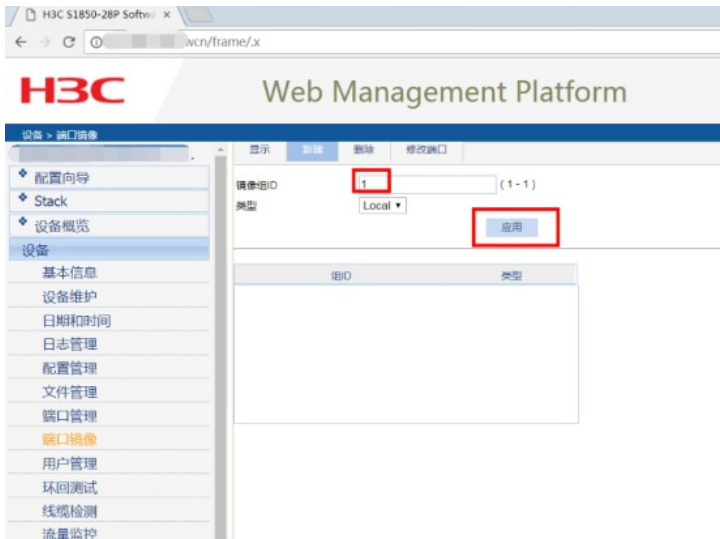 H3C S1850-28P Softw
wcn/frame/.x
H3C
Web Management Platform
设备 > 端口镜像
显示 新建 删除 修改端口
配置向导
Stack
设备概览
设备
基本信息
设备维护
日期和时间
日志管理
配置管理
文件管理
端口管理
端口镜像
用户管理
环回测试
线缆检测
流量监控
镜像组ID 1 (1-1)
类型 Local
应用
组ID 类型